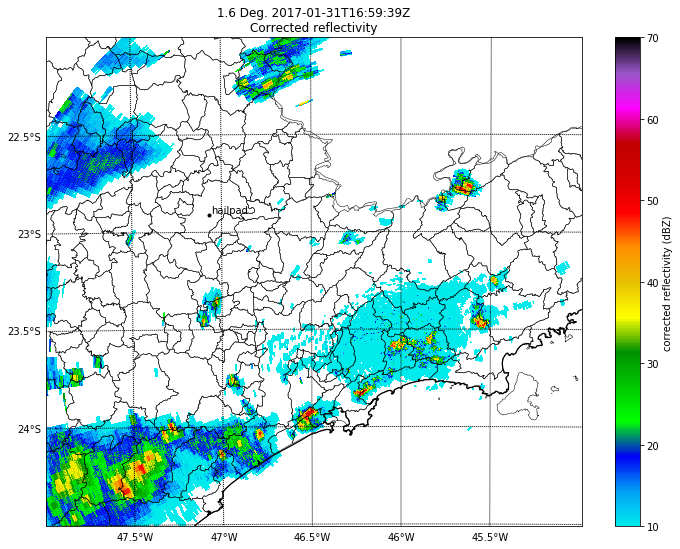 1.6 Deg. 2017-01-31T16:59:39Z
Corrected reflectivity
22.5°S
23°S
23.5°S
24°S
47.5°W
47°W
46.5°W
46°W
45.5°W
hailpad
70
60
50
40
30
20
10
corrected reflectivity (dBZ)